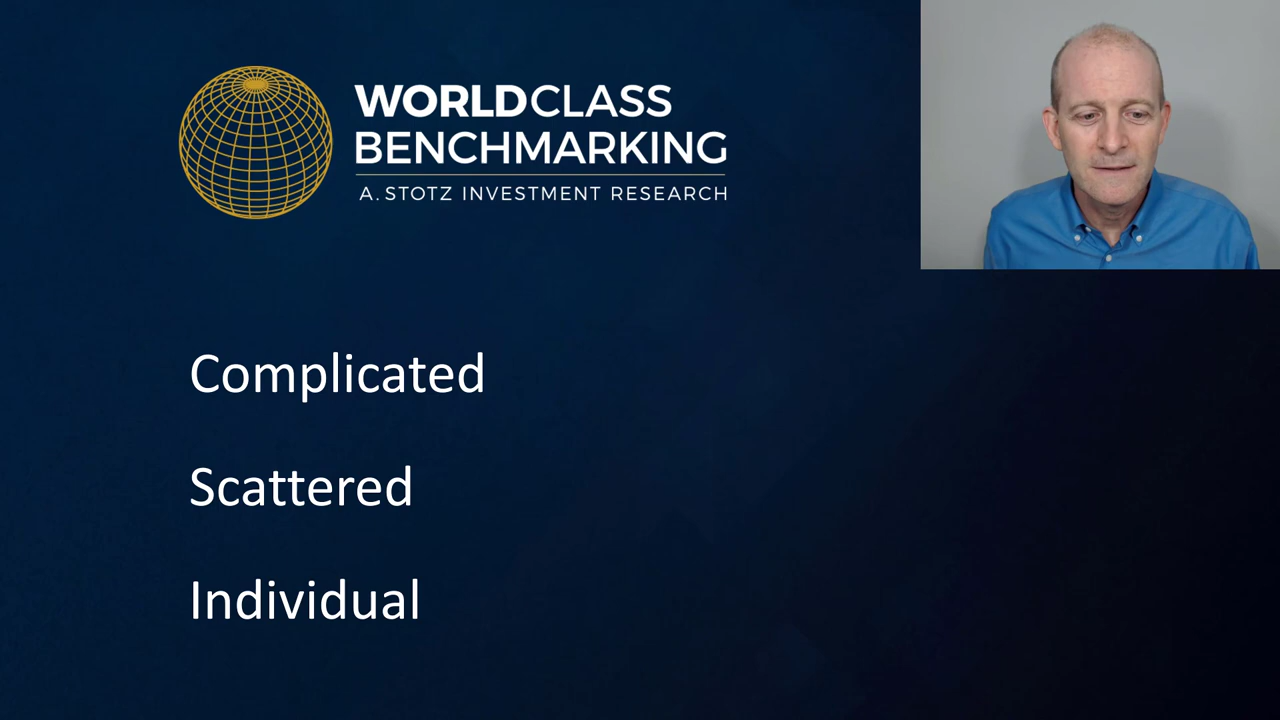 WORLDCLASS
BENCHMARKING
A. STOTZ INVESTMENT RESEARCH
Complicated
Scattered
Individual